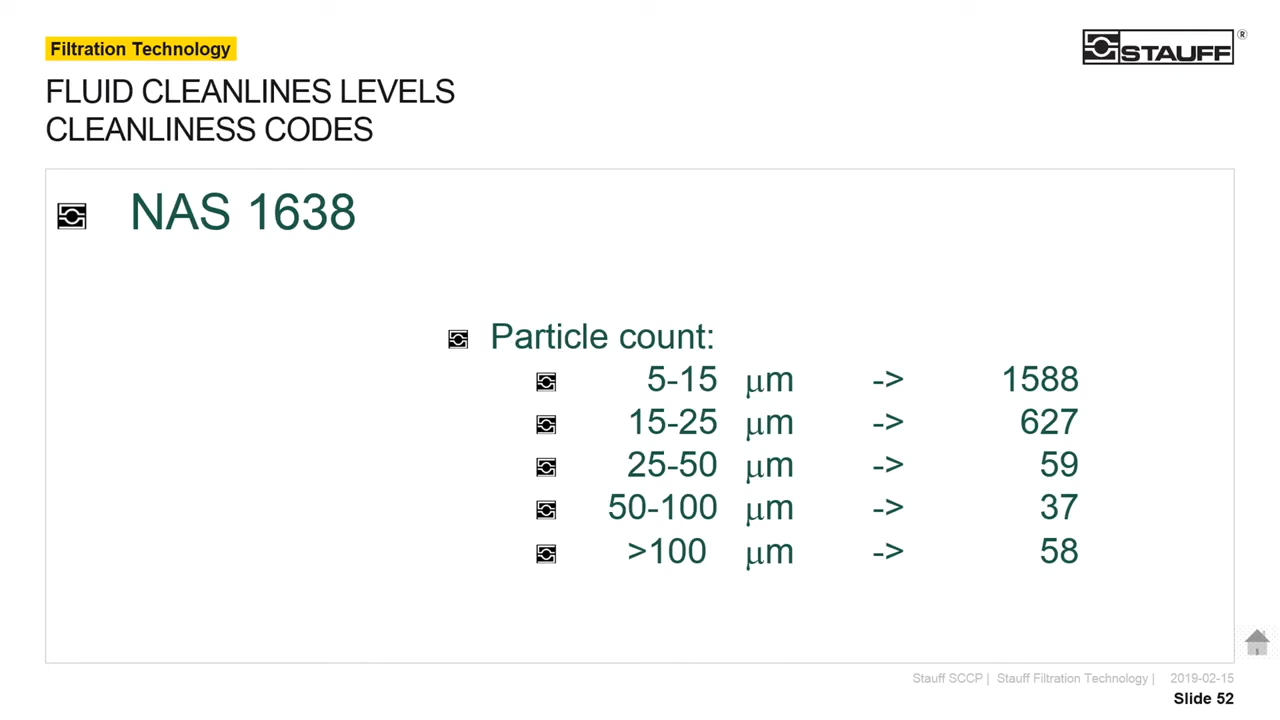 Filtration Technology
STAUFF®
FLUID CLEANLINES LEVELS
CLEANLINESS CODES
NAS 1638
Particle count:
5-15 μm -> 1588
15-25 μm -> 627
25-50 μm -> 59
50-100 μm -> 37
>100 μm -> 58
Stauff SCCP | Stauff Filtration Technology | 2019-02-15
Slide 52